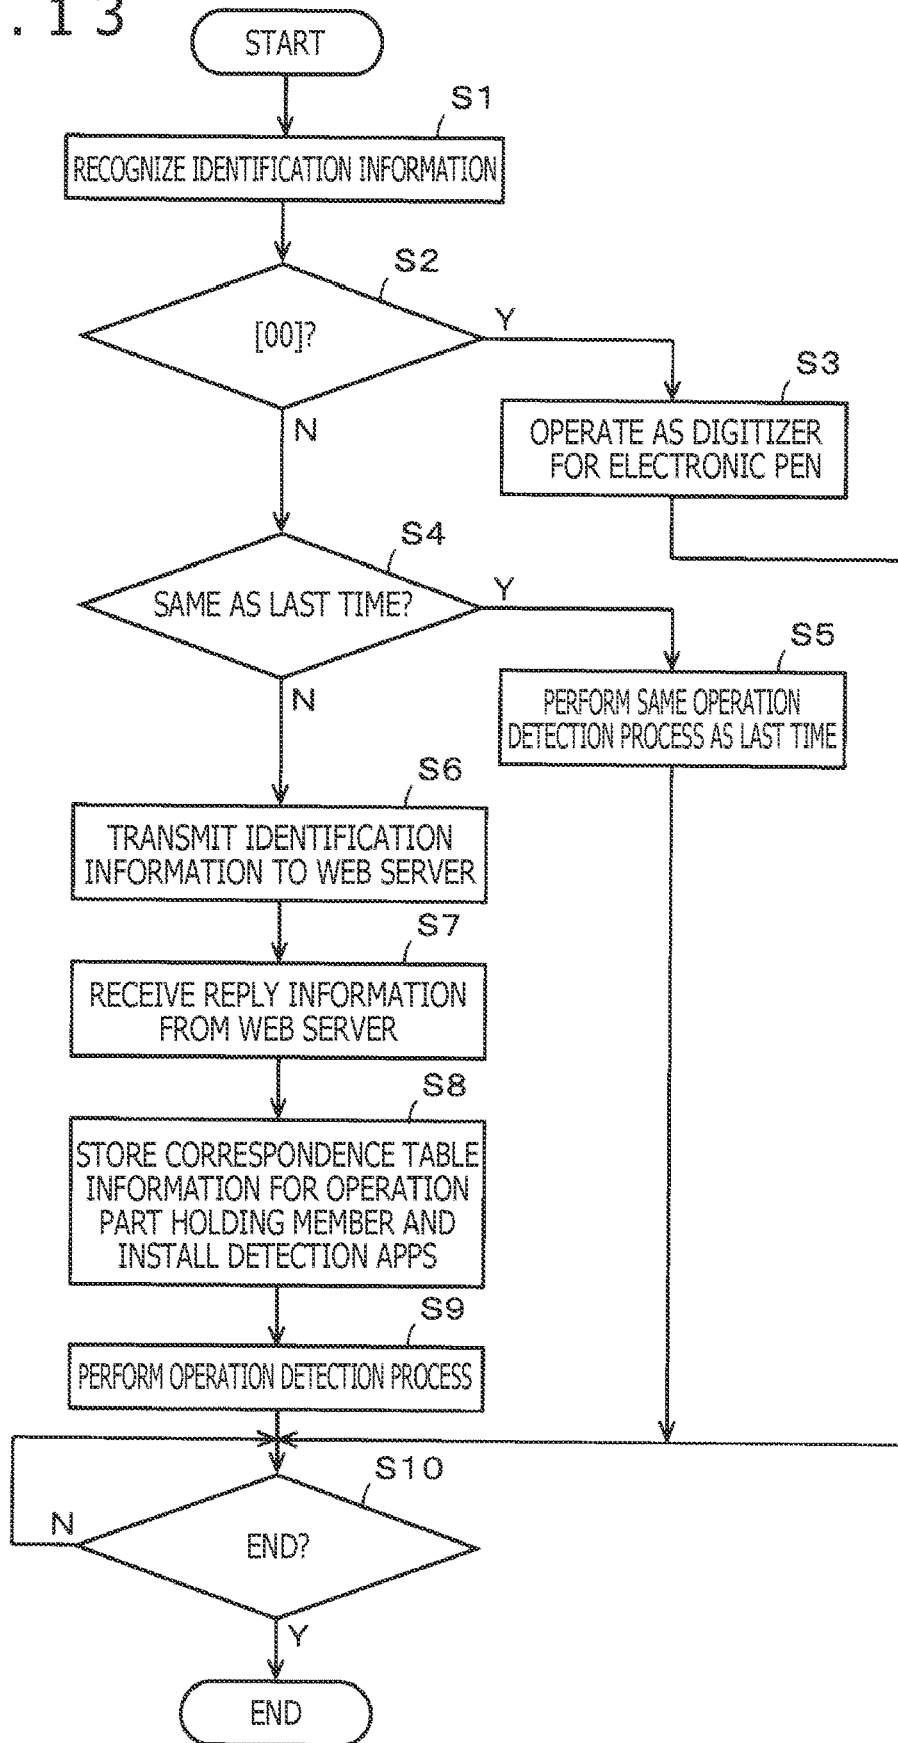 .13
START
S1
RECOGNIZE IDENTIFICATION INFORMATION
S2
[00]?
Y
N
S3
OPERATE AS DIGITIZER
FOR ELECTRONIC PEN
S4
SAME AS LAST TIME?
Y
N
S5
PERFORM SAME OPERATION
DETECTION PROCESS AS LAST TIME
S6
TRANSMIT IDENTIFICATION
INFORMATION TO WEB SERVER
S7
RECEIVE REPLY INFORMATION
FROM WEB SERVER
S8
STORE CORRESPONDENCE TABLE
INFORMATION FOR OPERATION
PART HOLDING MEMBER AND
INSTALL DETECTION APPS
S9
PERFORM OPERATION DETECTION PROCESS
S10
END?
N
Y
END